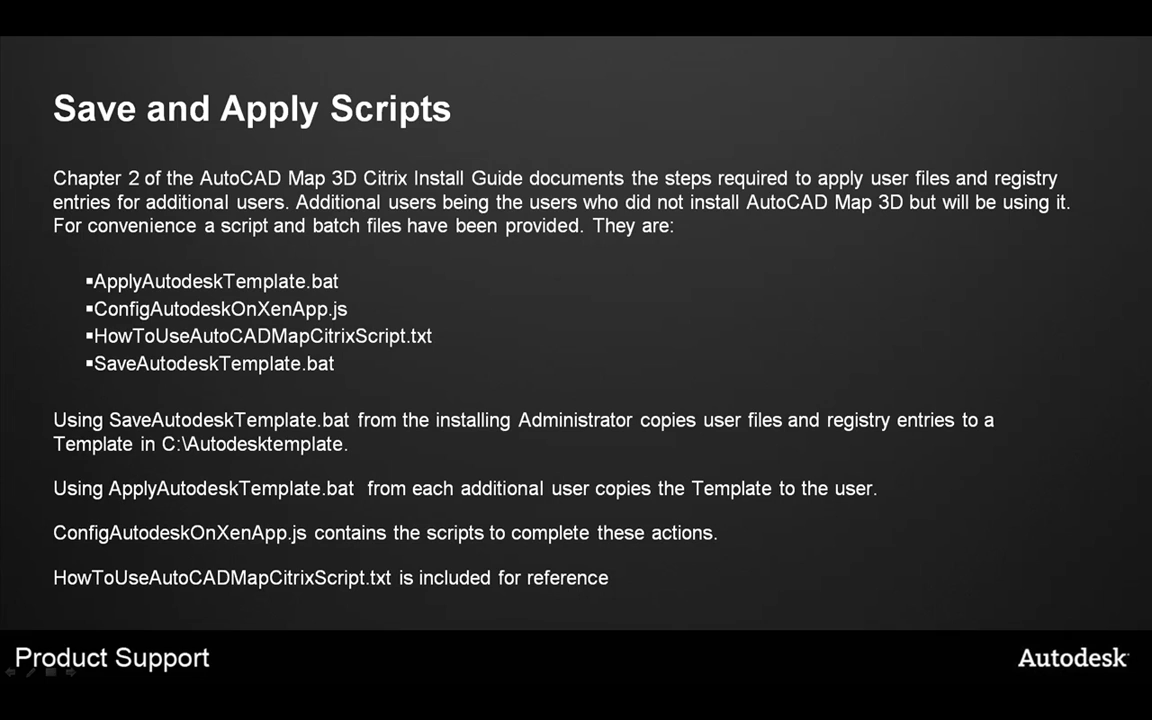 Save and Apply Scripts
Chapter 2 of the AutoCAD Map 3D Citrix Install Guide documents the steps required to apply user files and registry
entries for additional users. Additional users being the users who did not install AutoCAD Map 3D but will be using it.
For convenience a script and batch files have been provided. They are:
▪ApplyAutodeskTemplate.bat
▪ConfigAutodeskOnXenApp.js
▪HowToUseAutoCADMapCitrixScript.txt
▪SaveAutodeskTemplate.bat
Using SaveAutodeskTemplate.bat from the installing Administrator copies user files and registry entries to a
Template in C:\Autodesktemplate.
Using ApplyAutodeskTemplate.bat from each additional user copies the Template to the user.
ConfigAutodeskOnXenApp.js contains the scripts to complete these actions.
HowToUseAutoCADMapCitrixScript.txt is included for reference
Product Support
Autodesk